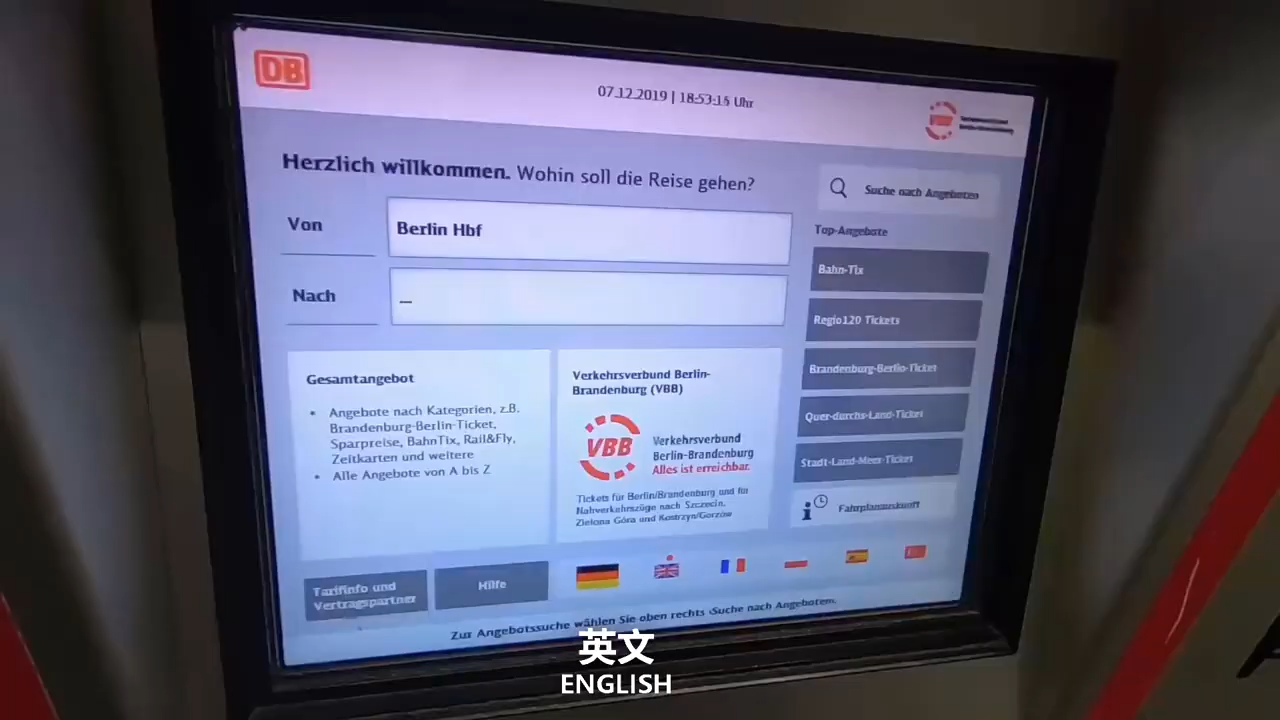 DB
07.12.2019 | 18:53:15 Uhr
VBB
Verkehrsverbund
Berlin-Brandenburg
Herzlich willkommen. Wohin soll die Reise gehen?
Suche nach Angeboten
Von
Berlin Hbf
Nach
Top-Angebote
Bahn-Tix
Regio120 Tickets
Brandenburg-Berlin-Ticket
Quer-durchs-Land-Ticket
Stadt-Land-Meer-Ticket
Fahrplanauskunft
Gesamtangebot
• Angebote nach Kategorien, z.B.
Brandenburg-Berlin-Ticket,
Sparpreise, BahnTix, Rail&Fly,
Zeitkarten und weitere
• Alle Angebote von A bis Z
Verkehrsverbund Berlin-
Brandenburg (VBB)
VBB
Verkehrsverbund
Berlin-Brandenburg
Alles ist erreichbar.
Tickets für Berlin/Brandenburg und für
Nahverkehrszüge nach Szczecin,
Zielona Góra und Kostrzyn/Gorzów
Tarifinfo und
Vertragspartner
Hilfe
Zur Angebotssuche wählen Sie oben rechts ‹Suche nach Angeboten›.
英文
ENGLISH